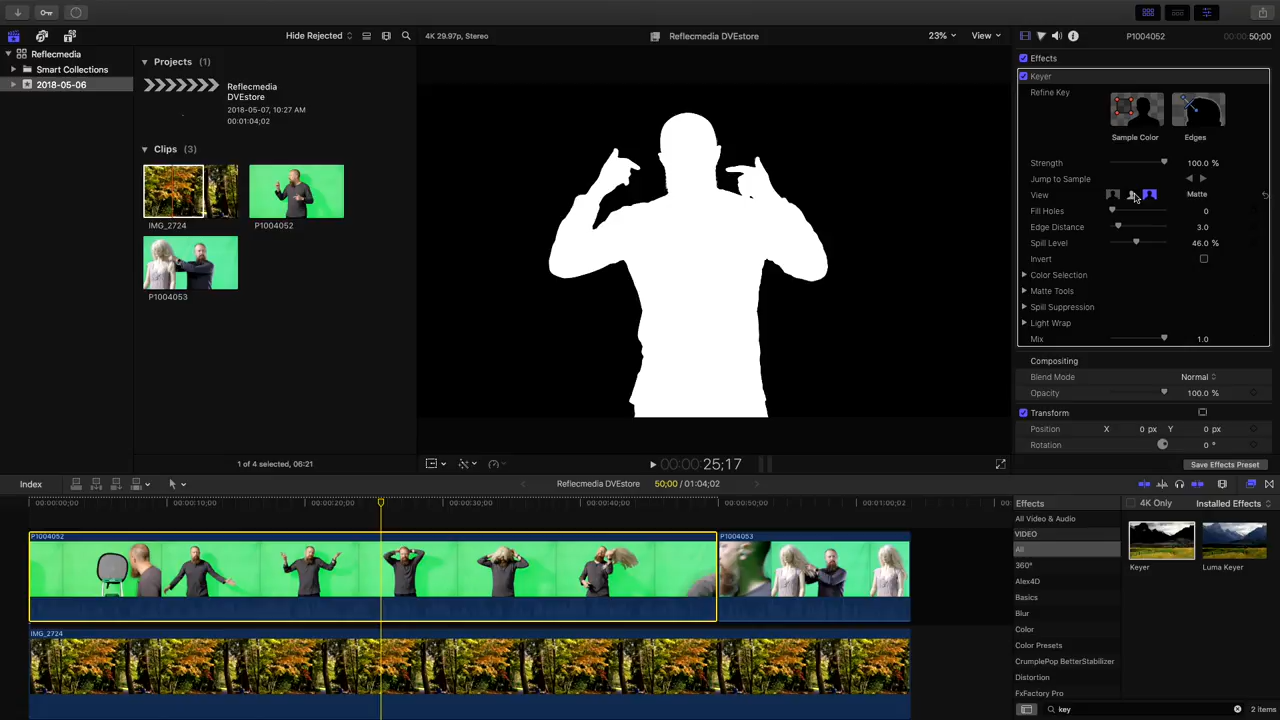 Hide Rejected
4K 29.97p, Stereo
Reflecmedia DVEstore
23%
View
P1004052
00:00:50;00
Reflecmedia
Smart Collections
2018-05-06
Projects (1)
Reflecmedia
DVEstore
2018-05-07, 10:27 AM
00:01:04;02
Clips (3)
IMG_2724
P1004052
P1004053
1 of 4 selected, 06:21
00:00:00:25;17
Effects
Keyer
Refine Key
Sample Color
Edges
Strength
100.0 %
Jump to Sample
View
Matte
Fill Holes
0
Edge Distance
3.0
Spill Level
46.0 %
Invert
Color Selection
Matte Tools
Spill Suppression
Light Wrap
Mix
1.0
Compositing
Blend Mode
Normal
Opacity
100.0 %
Transform
Position
X
0 px
Y
0 px
Rotation
0 °
Save Effects Preset
Index
Reflecmedia DVEstore
50;00 / 01:04;02
00:00:00;00
00:00:10;00
00:00:20;00
00:00:30;00
00:00:40;00
00:00:50;00
00:01:00;02
P1004052
P1004053
IMG_2724
Effects
4K Only
Installed Effects
All Video & Audio
VIDEO
All
360°
Alex4D
Basics
Blur
Color
Color Presets
CrumplePop BetterStabilizer
Distortion
FxFactory Pro
Keyer
Luma Keyer
key
2 items